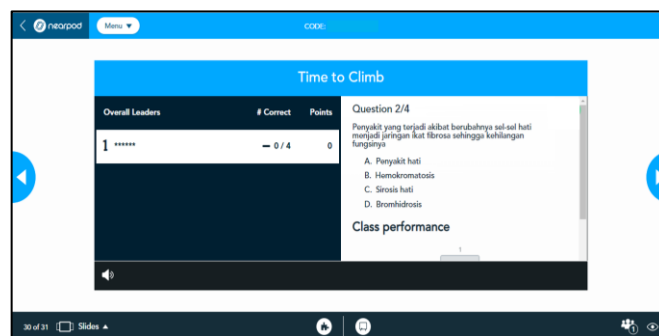 nearpod
Menu ▼
CODE:
Time to Climb
Overall Leaders # Correct Points
1 ****** 0 / 4 0
Question 2/4
Penyakit yang terjadi akibat berubahnya sel-sel hati
menjadi jaringan ikat fibrosa sehingga kehilangan
fungsinya
A. Penyakit hati
B. Hemokromatosis
C. Sirosis hati
D. Bromhidrosis
Class performance
1
30 of 31 Slides ▲
1